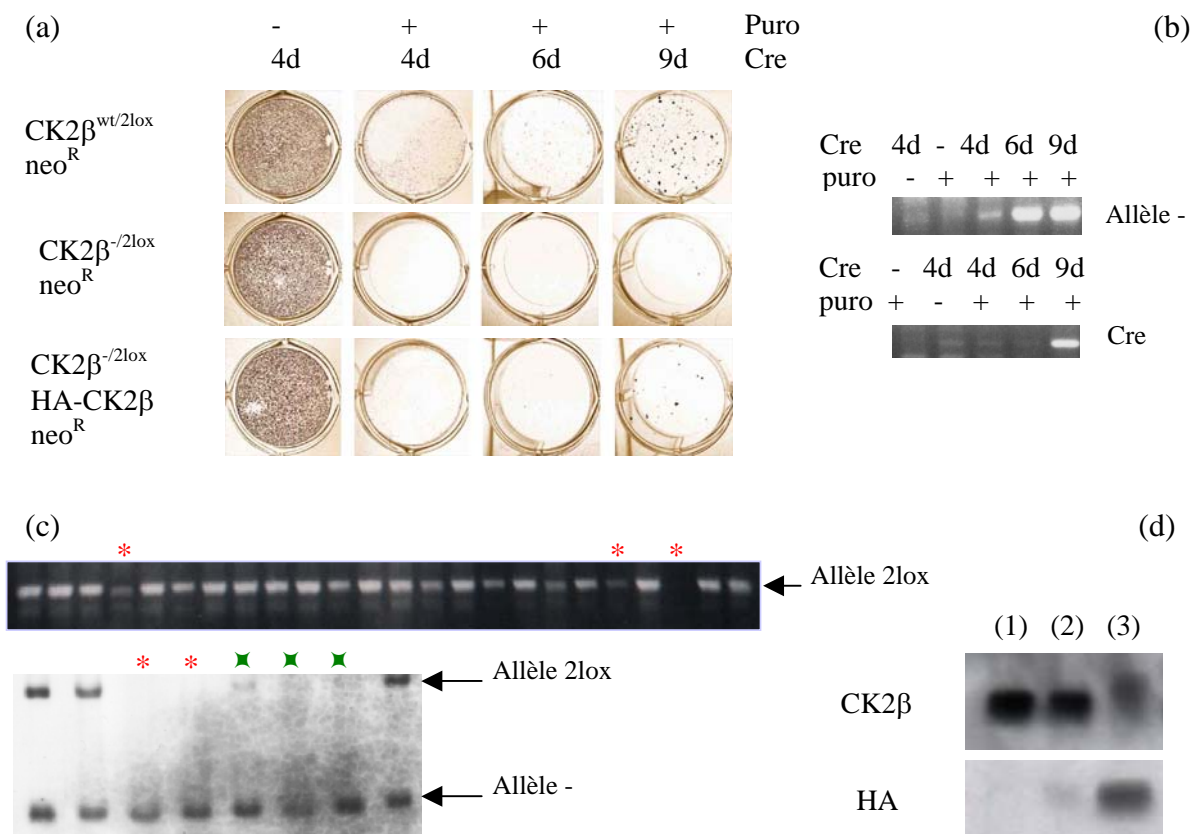 (a)
- + + + Puro
4d 4d 6d 9d Cre
CK2β^wt/2lox
neo^R
CK2β^-/2lox
neo^R
CK2β^-/2lox
HA-CK2β
neo^R
(b)
Cre 4d - 4d 6d 9d
puro - + + + +
Allèle -
Cre - 4d 4d 6d 9d
puro + - + + +
Cre
(c)
* * *
Allèle 2lox
* *
Allèle 2lox
Allèle -
(d)
(1) (2) (3)
CK2β
HA